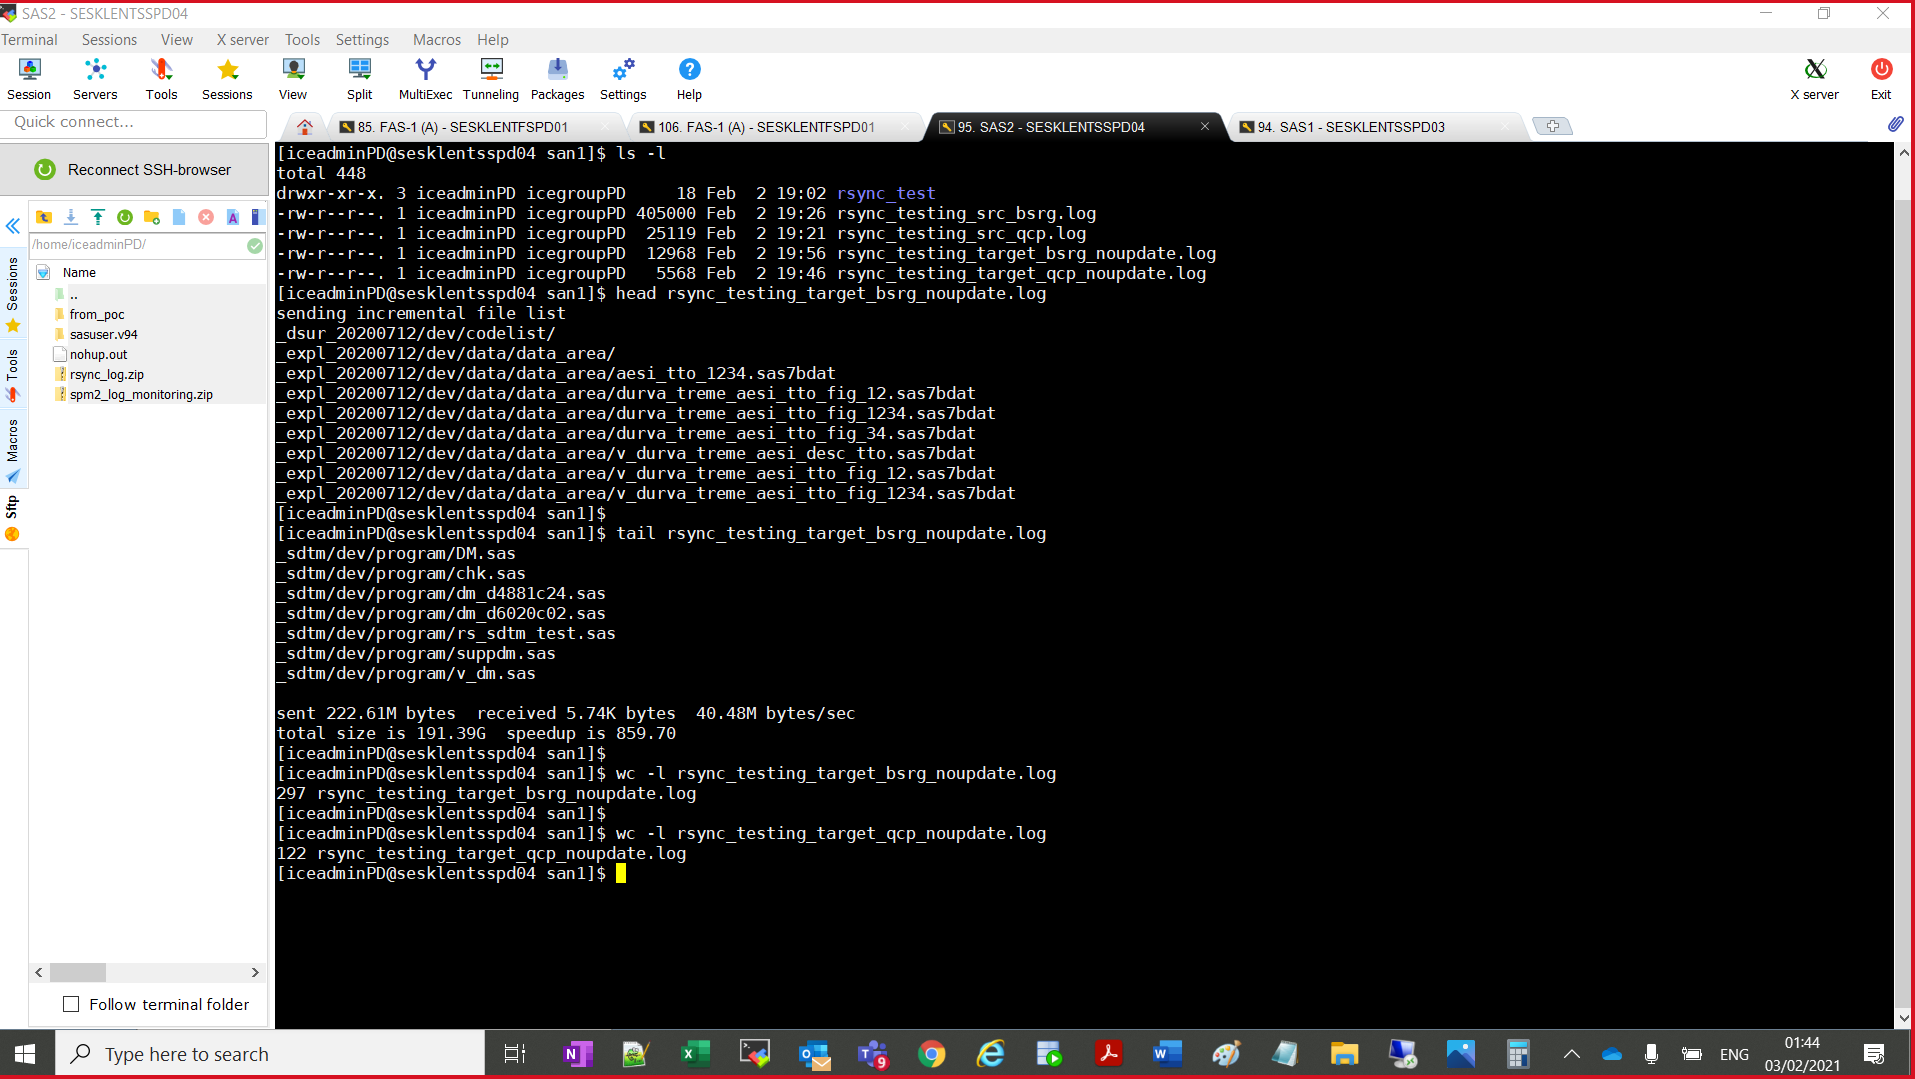 SAS2 - SESKLENTSSPD04
Terminal Sessions View X server Tools Settings Macros Help
Session Servers Tools Sessions View Split MultiExec Tunneling Packages Settings Help X server Exit
Quick connect...
85. FAS-1 (A) - SESKLENTFSPD01
106. FAS-1 (A) - SESKLENTFSPD01
95. SAS2 - SESKLENTSSPD04
94. SAS1 - SESKLENTSSPD03
Reconnect SSH-browser
/home/iceadminPD/
Name
..
from_poc
sasuser.v94
nohup.out
rsync_log.zip
spm2_log_monitoring.zip
Sessions
Tools
Macros
Sftp
Follow terminal folder
[iceadminPD@sesklentsspd04 san1]$ ls -l
total 448
drwxr-xr-x. 3 iceadminPD icegroupPD     18 Feb  2 19:02 rsync_test
-rw-r--r--. 1 iceadminPD icegroupPD 405000 Feb  2 19:26 rsync_testing_src_bsrg.log
-rw-r--r--. 1 iceadminPD icegroupPD  25119 Feb  2 19:21 rsync_testing_src_qcp.log
-rw-r--r--. 1 iceadminPD icegroupPD  12968 Feb  2 19:56 rsync_testing_target_bsrg_noupdate.log
-rw-r--r--. 1 iceadminPD icegroupPD   5568 Feb  2 19:46 rsync_testing_target_qcp_noupdate.log
[iceadminPD@sesklentsspd04 san1]$ head rsync_testing_target_bsrg_noupdate.log
sending incremental file list
_dsur_20200712/dev/codelist/
_expl_20200712/dev/data/data_area/
_expl_20200712/dev/data/data_area/aesi_tto_1234.sas7bdat
_expl_20200712/dev/data/data_area/durva_treme_aesi_tto_fig_12.sas7bdat
_expl_20200712/dev/data/data_area/durva_treme_aesi_tto_fig_1234.sas7bdat
_expl_20200712/dev/data/data_area/durva_treme_aesi_tto_fig_34.sas7bdat
_expl_20200712/dev/data/data_area/v_durva_treme_aesi_desc_tto.sas7bdat
_expl_20200712/dev/data/data_area/v_durva_treme_aesi_tto_fig_12.sas7bdat
_expl_20200712/dev/data/data_area/v_durva_treme_aesi_tto_fig_1234.sas7bdat
[iceadminPD@sesklentsspd04 san1]$
[iceadminPD@sesklentsspd04 san1]$ tail rsync_testing_target_bsrg_noupdate.log
_sdtm/dev/program/DM.sas
_sdtm/dev/program/chk.sas
_sdtm/dev/program/dm_d4881c24.sas
_sdtm/dev/program/dm_d6020c02.sas
_sdtm/dev/program/rs_sdtm_test.sas
_sdtm/dev/program/suppdm.sas
_sdtm/dev/program/v_dm.sas
sent 222.61M bytes  received 5.74K bytes  40.48M bytes/sec
total size is 191.39G  speedup is 859.70
[iceadminPD@sesklentsspd04 san1]$
[iceadminPD@sesklentsspd04 san1]$ wc -l rsync_testing_target_bsrg_noupdate.log
297 rsync_testing_target_bsrg_noupdate.log
[iceadminPD@sesklentsspd04 san1]$
[iceadminPD@sesklentsspd04 san1]$ wc -l rsync_testing_target_qcp_noupdate.log
122 rsync_testing_target_qcp_noupdate.log
[iceadminPD@sesklentsspd04 san1]$
Type here to search
9
ENG
01:44
03/02/2021